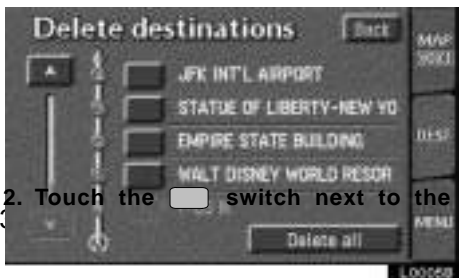 Delete destinations Back
MAP
JFK INT'L AIRPORT
STATUE OF LIBERTY-NEW YO
EMPIRE STATE BUILDING
DEST
WALT DISNEY WORLD RESOR
2. Touch the switch next to the
3
MENU
Delete all
L00058